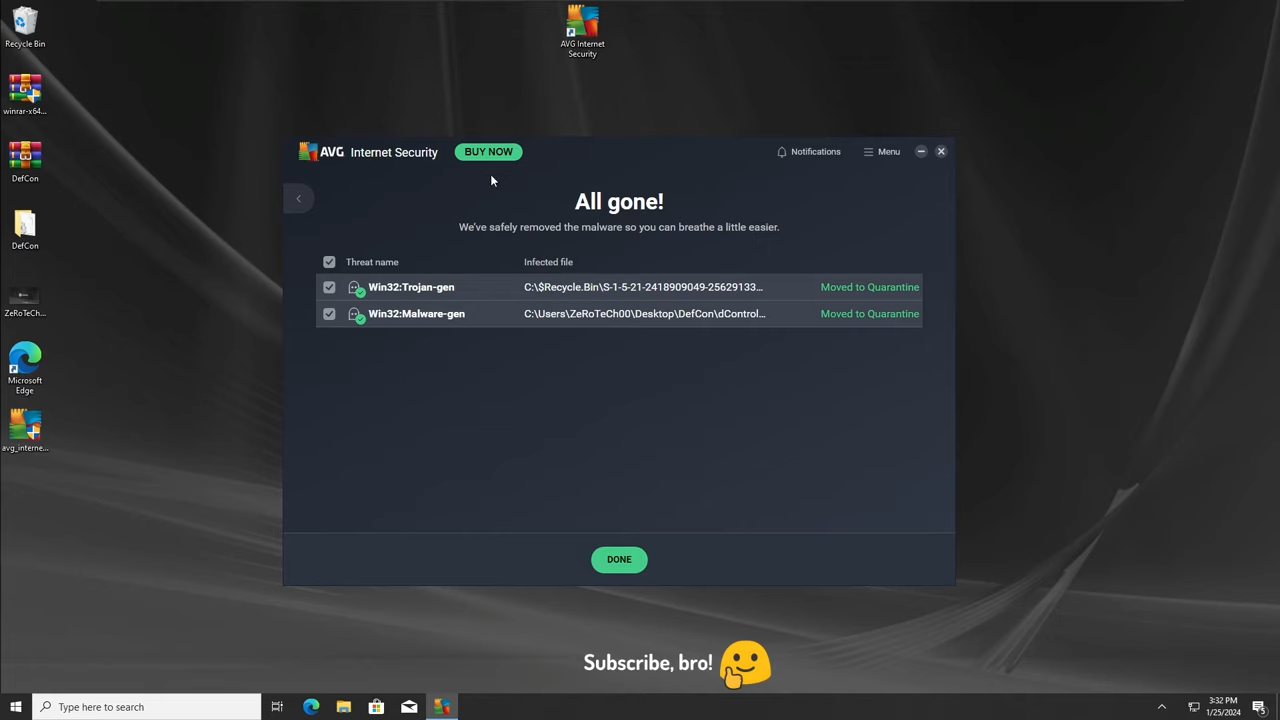 Recycle Bin
winrar-x64...
DefCon
DefCon
ZeRoTeCh...
Microsoft
Edge
avg_interne...
AVG Internet
Security
AVG Internet Security
BUY NOW
Notifications
Menu
All gone!
We've safely removed the malware so you can breathe a little easier.
Threat name Infected file
Win32:Trojan-gen C:\$Recycle.Bin\S-1-5-21-2418909049-25629133... Moved to Quarantine
Win32:Malware-gen C:\Users\ZeRoTeCh00\Desktop\DefCon\dControl... Moved to Quarantine
DONE
Subscribe, bro!
Type here to search
3:32 PM
1/25/2024
5